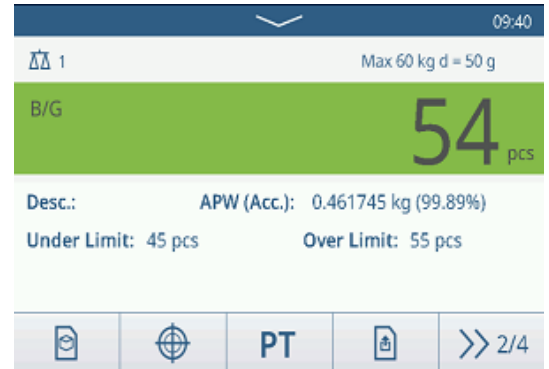 09:40
1 Max 60 kg d = 50 g
B/G
54 pcs
Desc.: APW (Acc.): 0.461745 kg (99.89%)
Under Limit: 45 pcs Over Limit: 55 pcs
PT 2/4